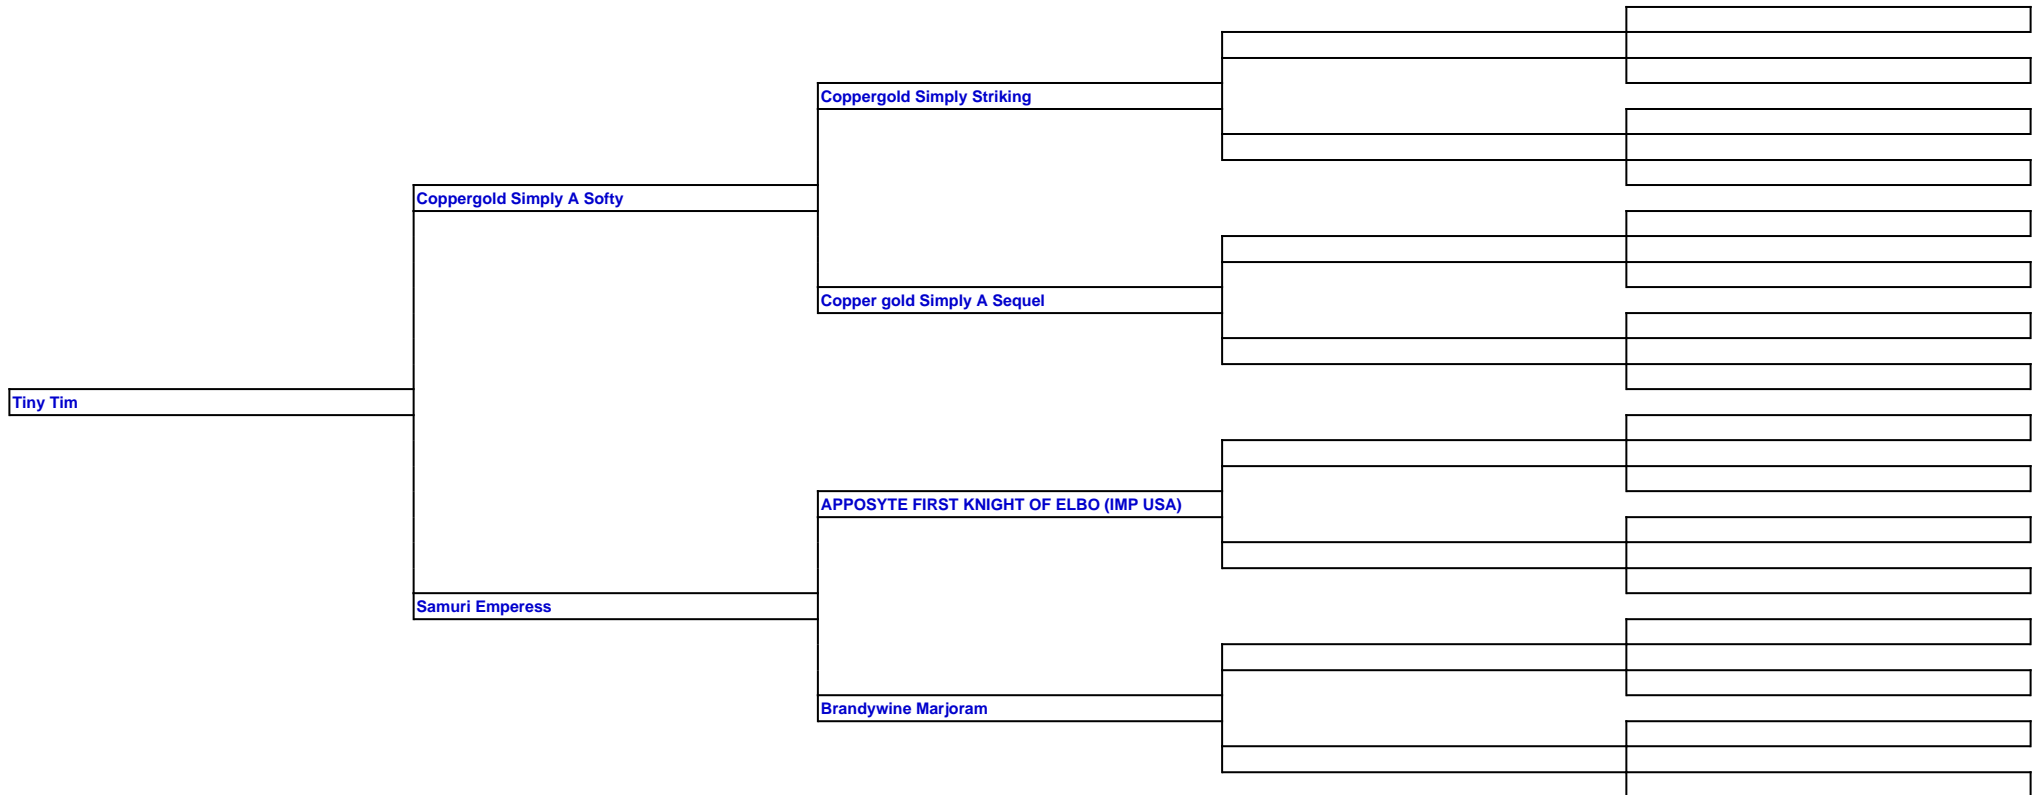 Coppergold Simply Striking
Coppergold Simply A Softy
Copper gold Simply A Sequel
Tiny Tim
APPOSYTE FIRST KNIGHT OF ELBO (IMP USA)
Samuri Emperess
Brandywine Marjoram